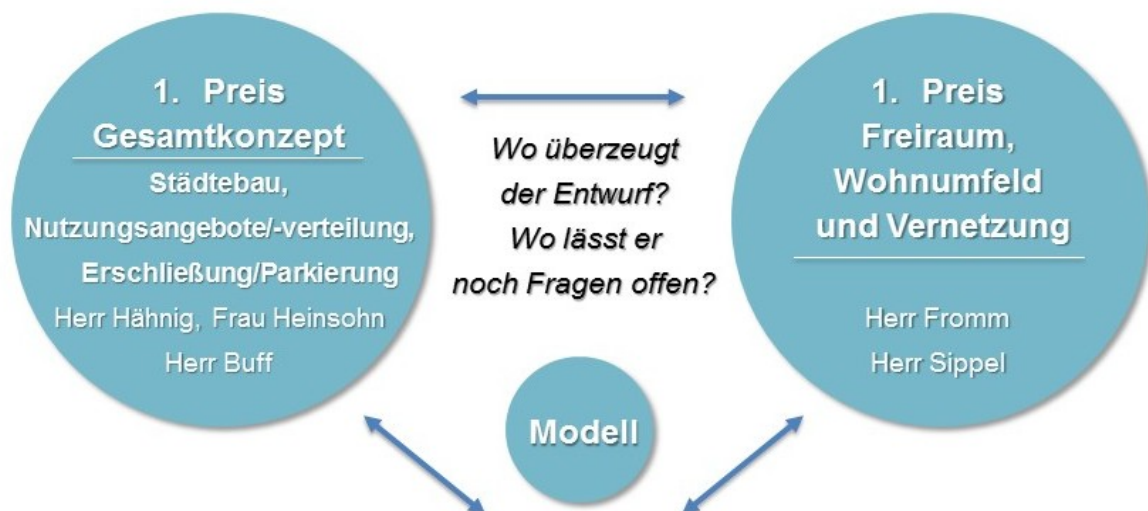 1. Preis
Gesamtkonzept
Städtebau,
Nutzungsangebote/-verteilung,
Erschließung/Parkierung
Herr Hähnig, Frau Heinsohn
Herr Buff
Wo überzeugt
der Entwurf?
Wo lässt er
noch Fragen offen?
1. Preis
Freiraum,
Wohnumfeld
und Vernetzung
Herr Fromm
Herr Sippel
Modell